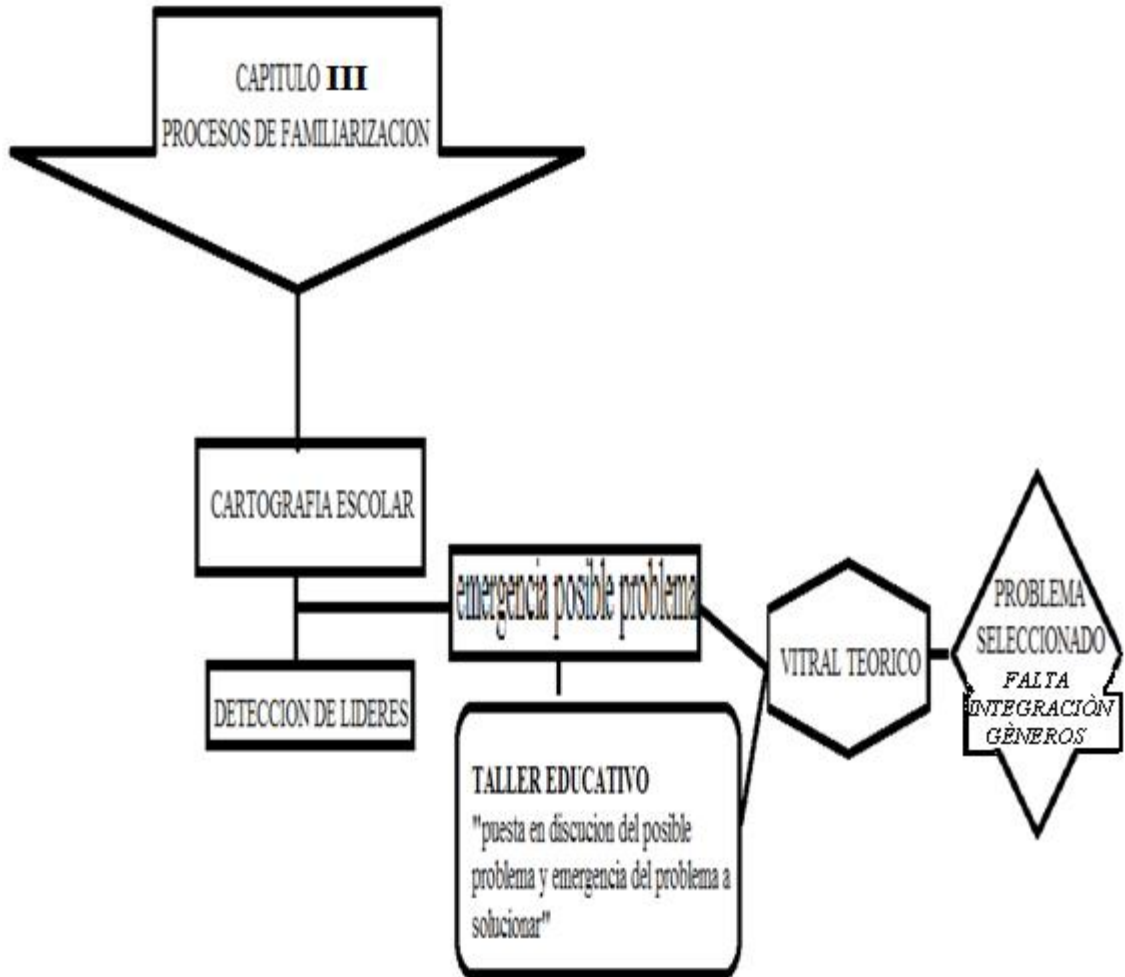 CAPITULO III
PROCESOS DE FAMILIARIZACION
CARTOGRAFIA ESCOLAR
DETECCION DE LIDERES
emergencia posible problema
TALLER EDUCATIVO
"puesta en discucion del posible
problema y emergencia del problema a
solucionar"
VITRAL TEORICO
PROBLEMA
SELECCIONADO
FALTA
INTEGRACIÒN
GÈNEROS